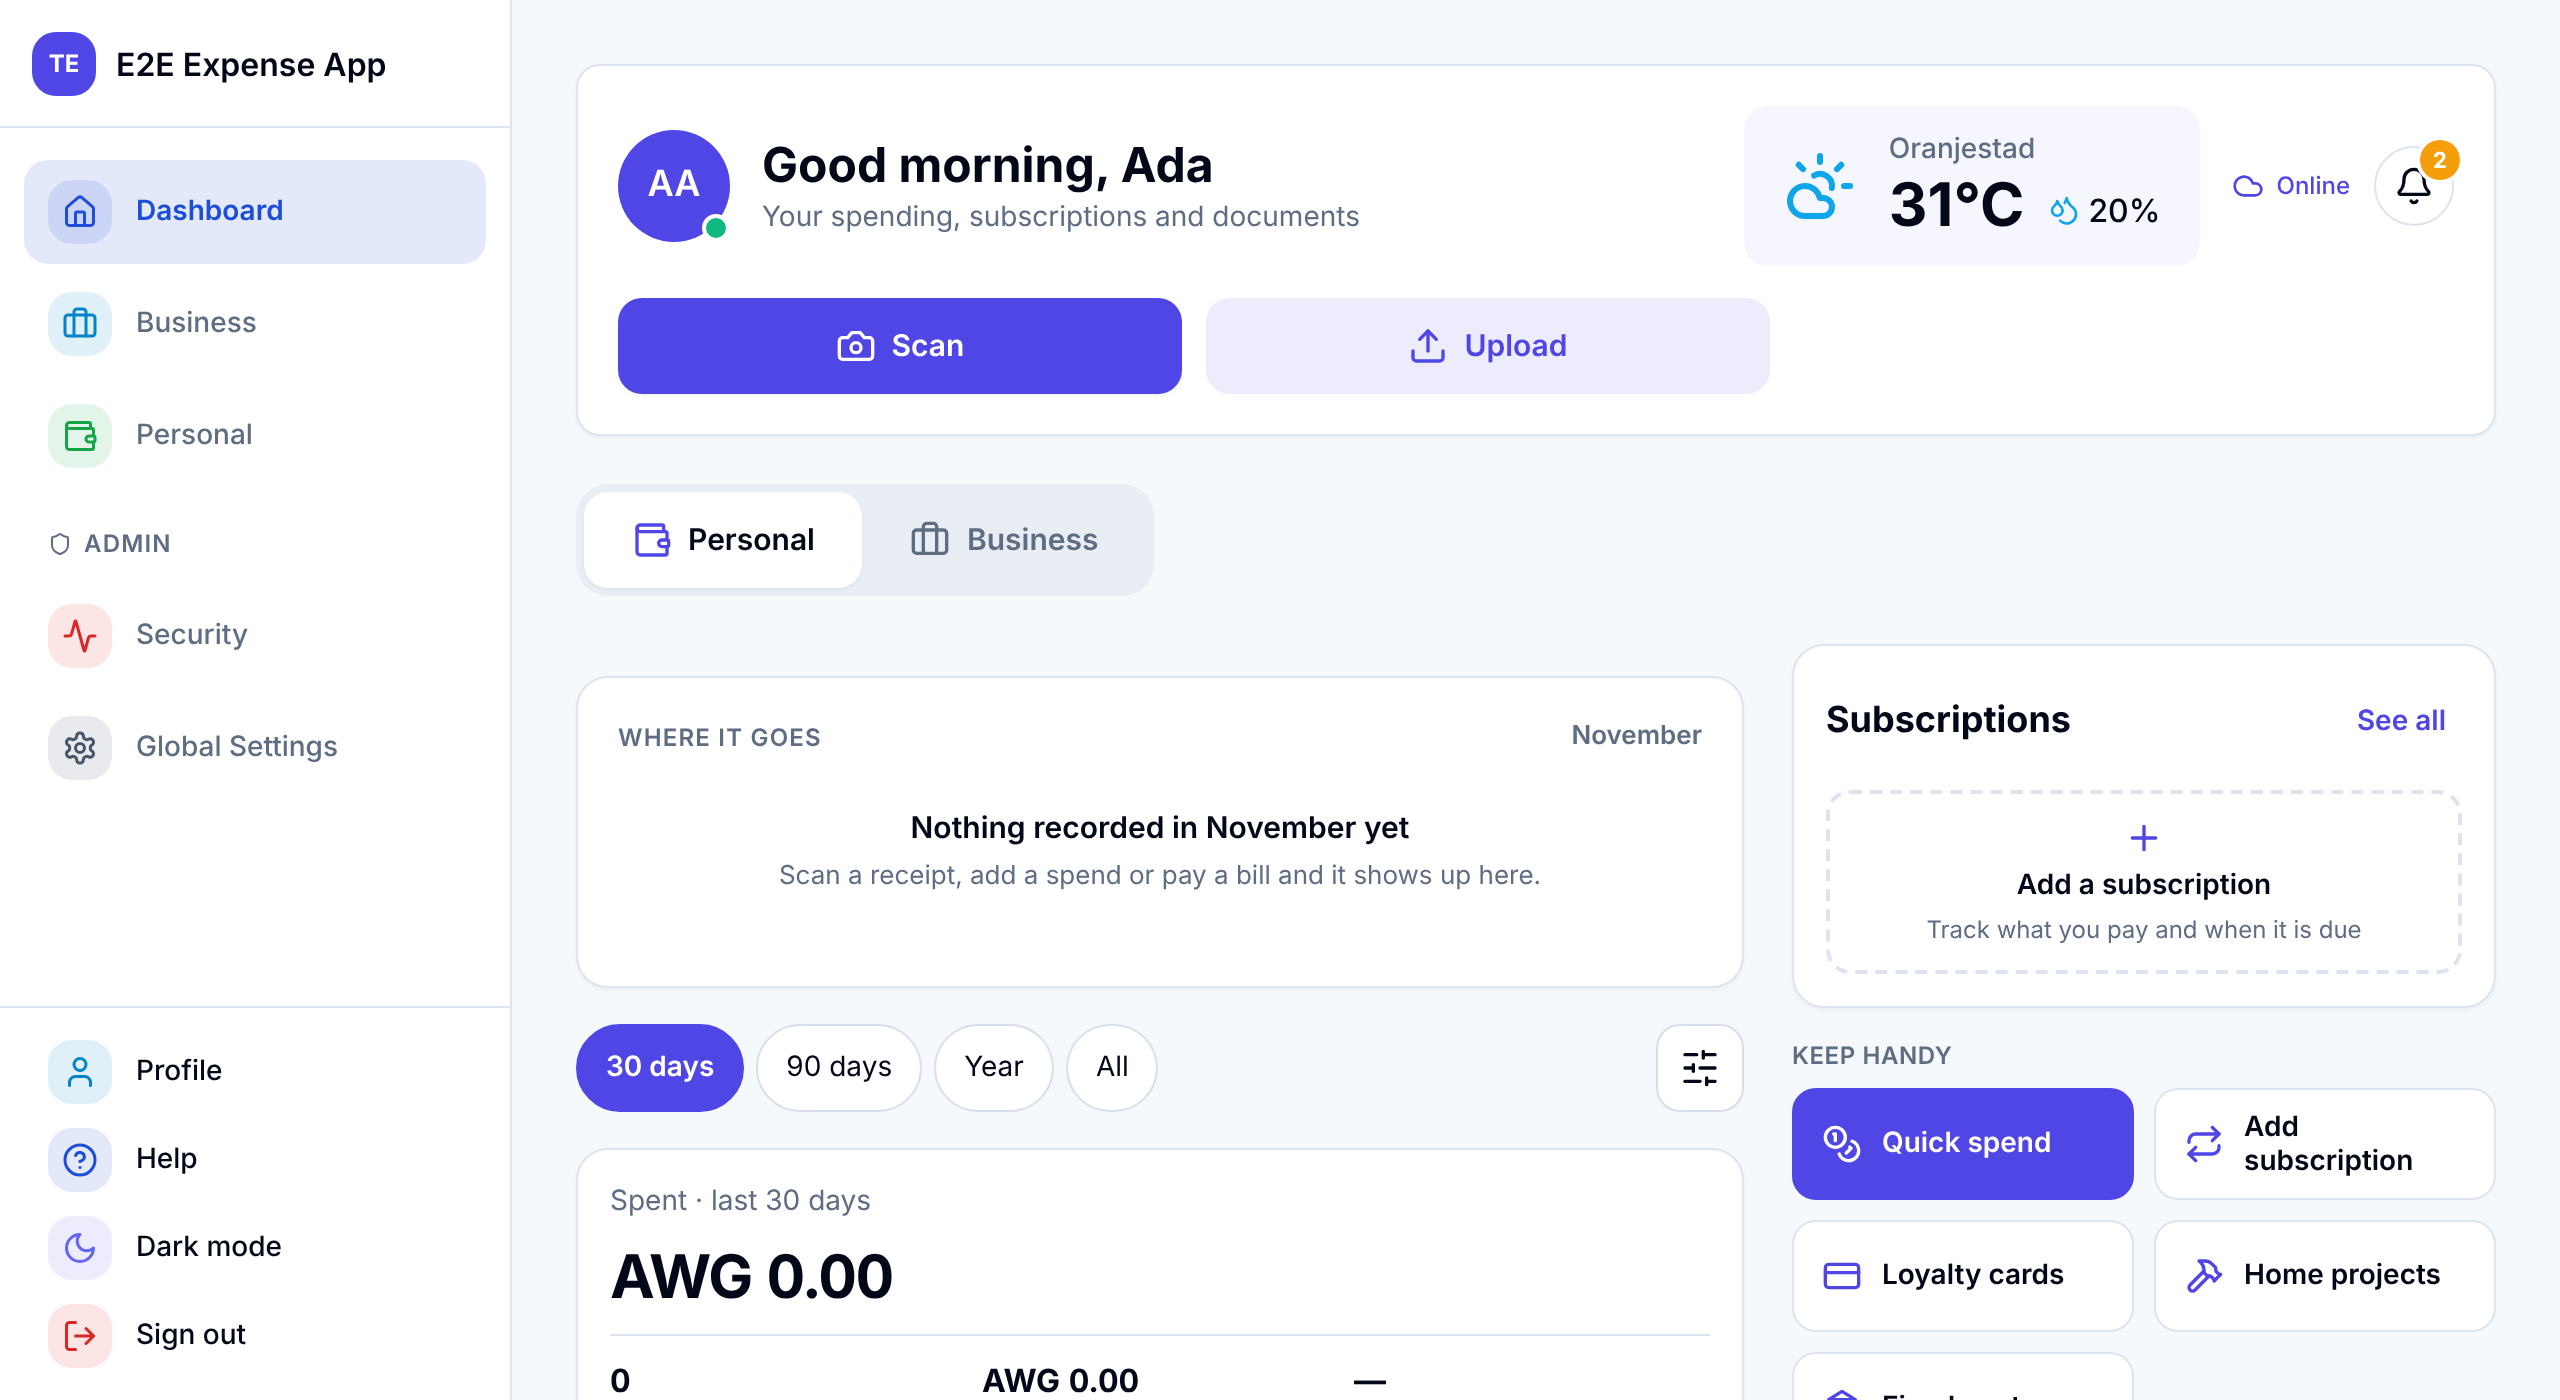 TE
E2E Expense App
Dashboard
Business
Personal
ADMIN
Security
Global Settings
Profile
Help
Dark mode
Sign out
AA
Good morning, Ada
Your spending, subscriptions and documents
Oranjestad
31°C
20%
Online
2
Scan
Upload
Personal
Business
WHERE IT GOES
November
Nothing recorded in November yet
Scan a receipt, add a spend or pay a bill and it shows up here.
30 days
90 days
Year
All
Spent · last 30 days
AWG 0.00
0
AWG 0.00
—
Subscriptions
See all
Add a subscription
Track what you pay and when it is due
KEEP HANDY
Quick spend
Add
subscription
Loyalty cards
Home projects